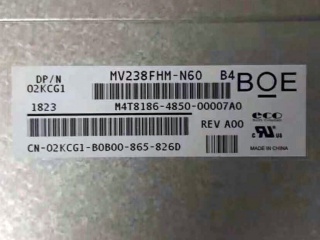 DP/N MV238FHM-N60 B4 BOE
02KCG1
1823 M4T8186-4850-00007A0
REV A00 eco
CN-02KCG1-B0B00-865-826D MADE IN CHINA